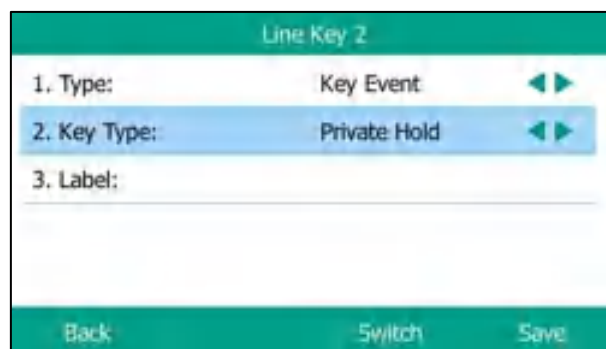 Line Key 2
1. Type: Key Event
2. Key Type: Private Hold
3. Label:
Back Switch Save